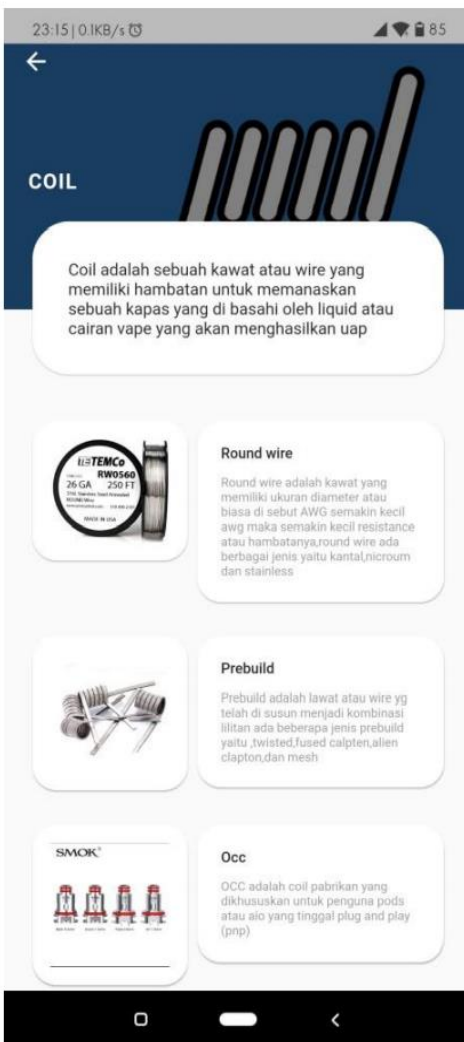 23:15 | 0.1KB/s
85
COIL
Coil adalah sebuah kawat atau wire yang
memiliki hambatan untuk memanaskan
sebuah kapas yang di basahi oleh liquid atau
cairan vape yang akan menghasilkan uap
TEMCo
RW0560
26 GA 250 FT
MADE IN USA
Round wire
Round wire adalah kawat yang
memiliki ukuran diameter atau
biasa di sebut AWG semakin kecil
awg maka semakin kecil resistance
atau hambatanya,round wire ada
berbagai jenis yaitu kantal,nicroum
dan stainless
Prebuild
Prebuild adalah lawat atau wire yg
telah di susun menjadi kombinasi
lilitan ada beberapa jenis prebuild
yaitu ,twisted,fused calpten,alien
clapton,dan mesh
SMOK
Occ
OCC adalah coil pabrikan yang
dikhususkan untuk penguna pods
atau aio yang tinggal plug and play
(pnp)